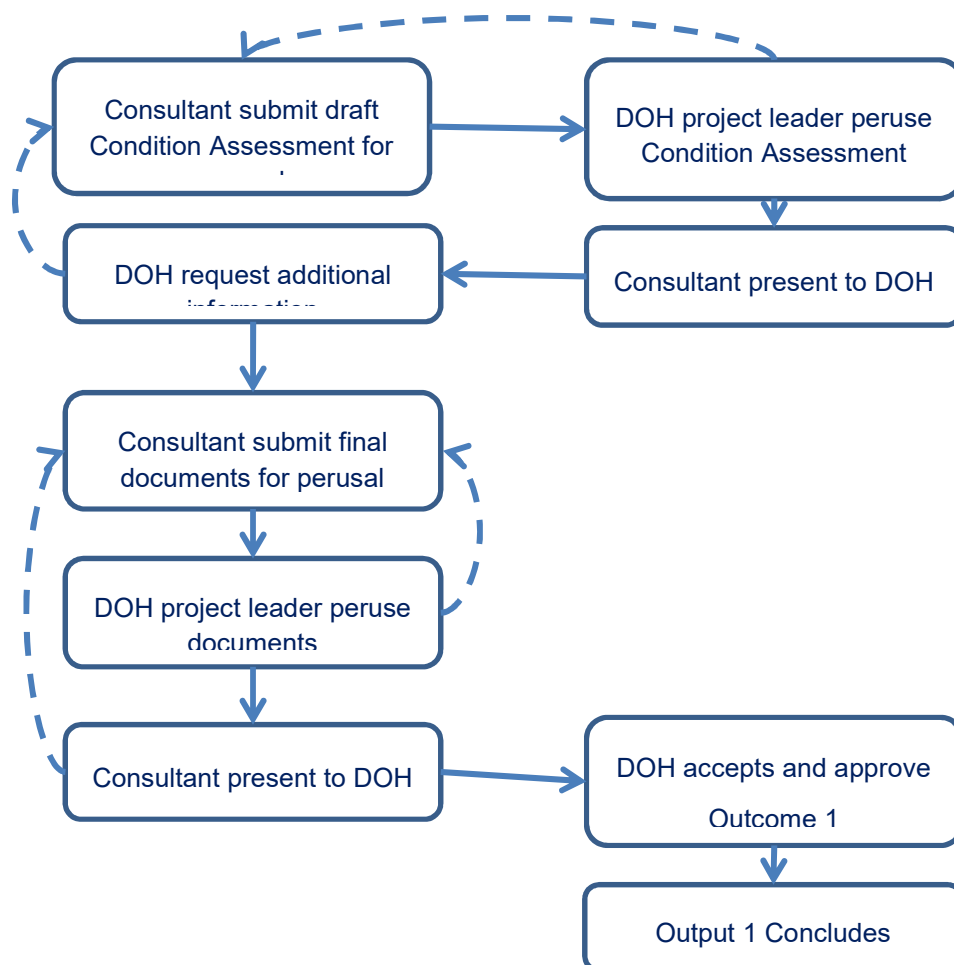 Consultant submit draft
Condition Assessment for
DOH project leader peruse
Condition Assessment
DOH request additional
information
Consultant present to DOH
Consultant submit final
documents for perusal
DOH project leader peruse
documents
Consultant present to DOH
DOH accepts and approve
Outcome 1
Output 1 Concludes